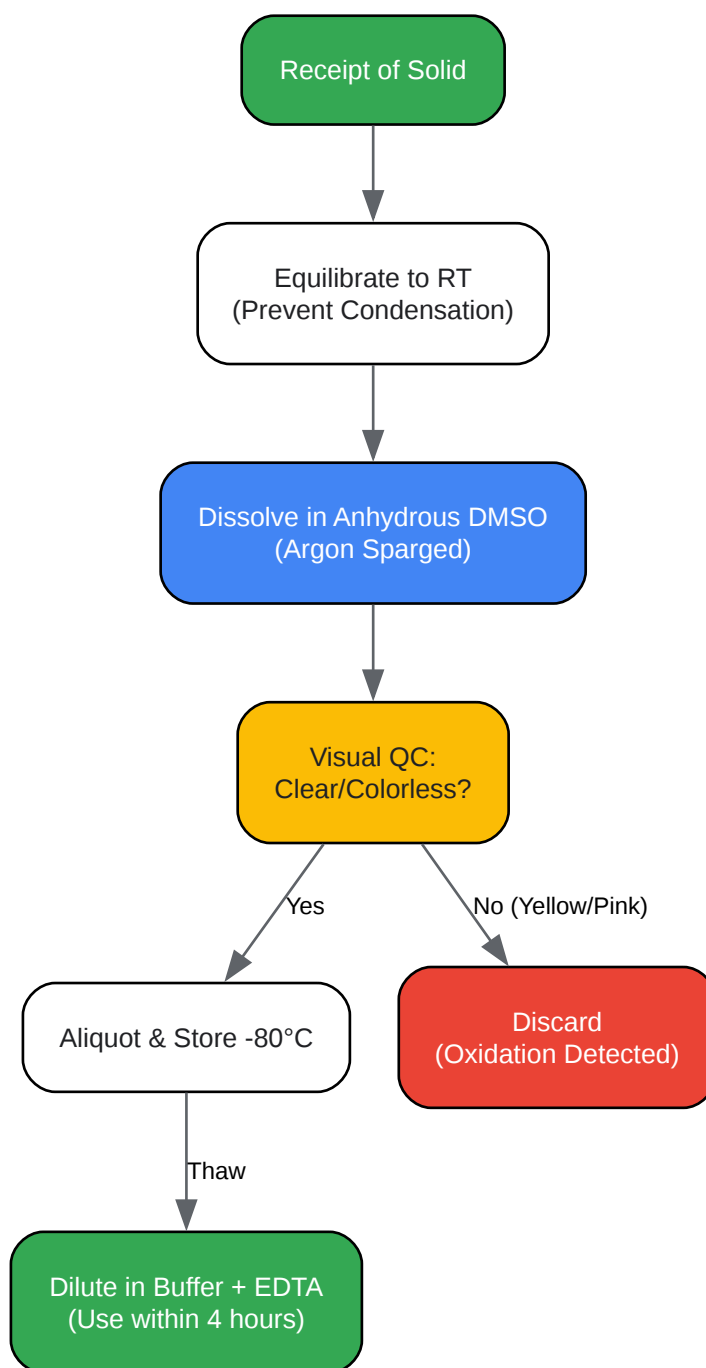 Receipt of Solid
Equilibrate to RT
(Prevent Condensation)
Dissolve in Anhydrous DMSO
(Argon Sparged)
Visual QC:
Clear/Colorless?
Yes
No (Yellow/Pink)
Aliquot & Store -80°C
Discard
(Oxidation Detected)
Thaw
Dilute in Buffer + EDTA
(Use within 4 hours)